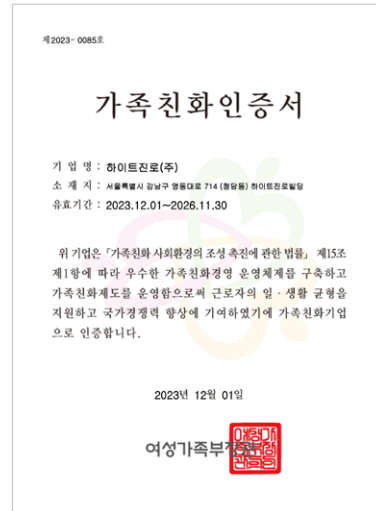 제2023- 0085호
가족친화인증서
기 업 명 : 하이트진로(주)
소 재 지 : 서울특별시 강남구 영동대로 714 (청담동) 하이트진로빌딩
유효기간 : 2023.12.01~2026.11.30
위 기업은 「가족친화 사회환경의 조성 촉진에 관한 법률」 제15조
제1항에 따라 우수한 가족친화경영 운영체제를 구축하고
가족친화제도를 운영함으로써 근로자의 일 · 생활 균형을
지원하고 국가경쟁력 향상에 기여하였기에 가족친화기업
으로 인증합니다.
2023년 12월 01일
여성가족부장관